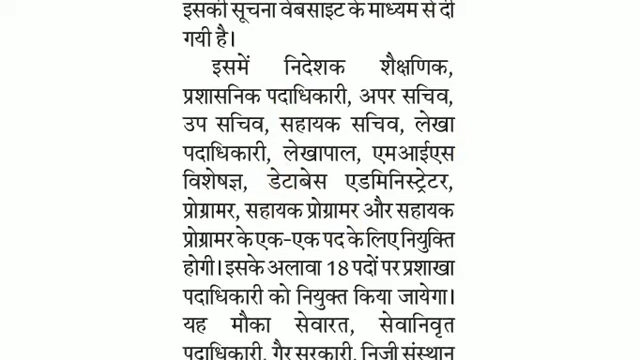 इसकी सूचना वेबसाइट के माध्यम से दी
गयी है।
इसमें निदेशक शैक्षणिक,
प्रशासनिक पदाधिकारी, अपर सचिव,
उप सचिव, सहायक सचिव, लेखा
पदाधिकारी, लेखापाल, एमआईएस
विशेषज्ञ, डेटाबेस एडमिनिस्ट्रेटर,
प्रोग्रामर, सहायक प्रोग्रामर और सहायक
प्रोग्रामर के एक-एक पद के लिए नियुक्ति
होगी। इसके अलावा 18 पदों पर प्रशाखा
पदाधिकारी को नियुक्त किया जायेगा।
यह मौका सेवारत, सेवानिवृत
पदाधिकारी, गैर सरकारी, निजी संस्थान